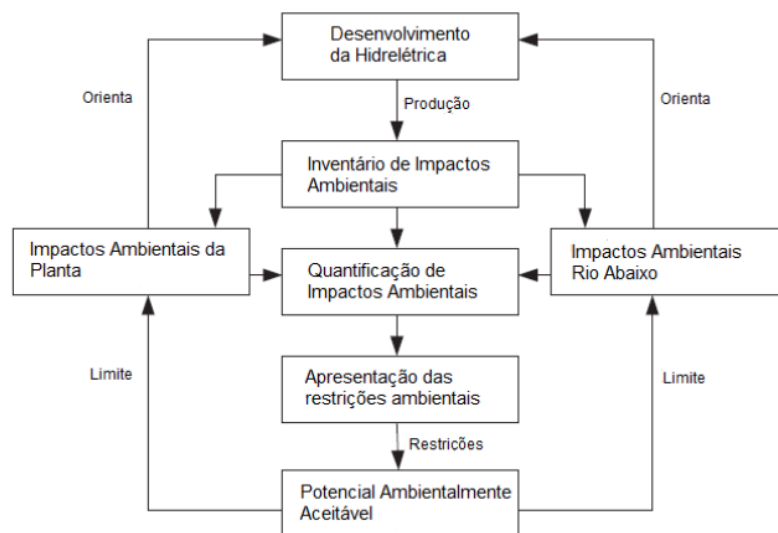 Desenvolvimento
da Hidrelétrica
Orienta
Produção
Orienta
Inventário de Impactos
Ambientais
Impactos Ambientais da
Planta
Quantificação de
Impactos Ambientais
Impactos Ambientais
Rio Abaixo
Limite
Apresentação das
restrições ambientais
Limite
Restrições
Potencial Ambientalmente
Aceitável